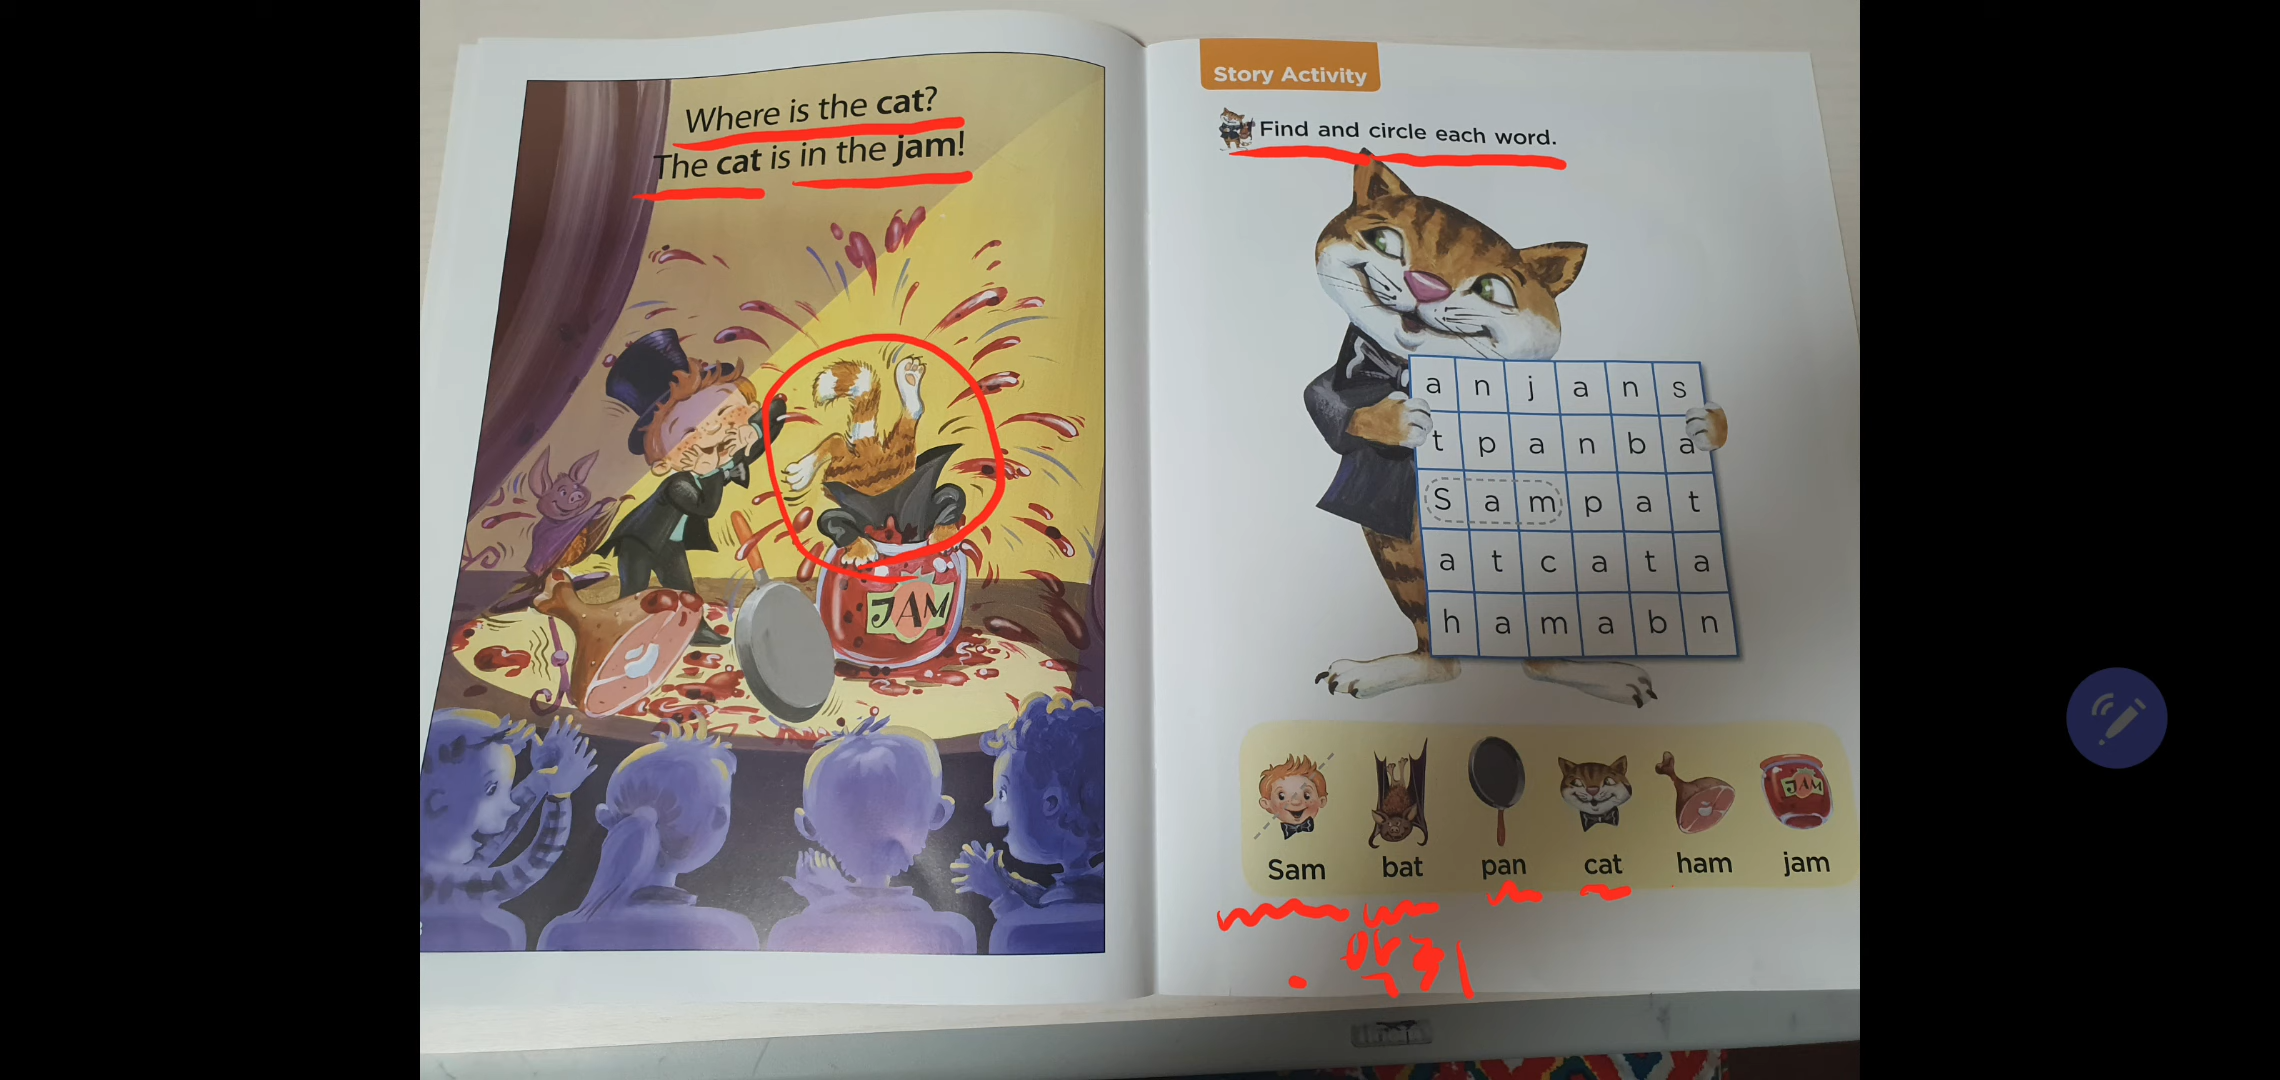 Where is the cat?
The cat is in the jam!
JAM
Story Activity
Find and circle each word.
a n j a n s
t p a n b a
S a m p a t
a t c a t a
h a m a b n
JAM
Sam bat pan cat ham jam